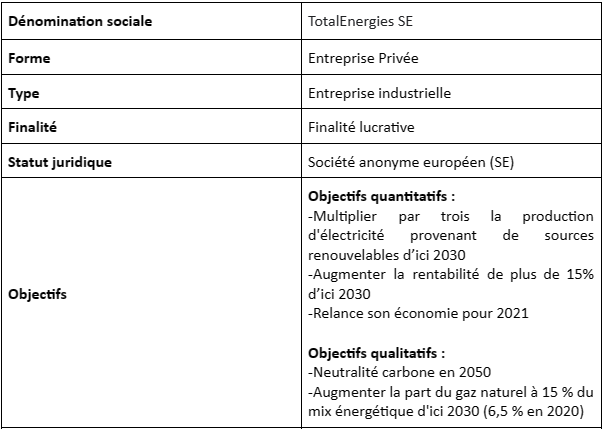 Dénomination sociale
TotalEnergies SE
Forme
Entreprise Privée
Type
Entreprise industrielle
Finalité
Finalité lucrative
Statut juridique
Société anonyme européen (SE)
Objectifs
Objectifs quantitatifs :
-Multiplier par trois la production
d'électricité provenant de sources
renouvelables d’ici 2030
-Augmenter la rentabilité de plus de 15%
d’ici 2030
-Relance son économie pour 2021
Objectifs qualitatifs :
-Neutralité carbone en 2050
-Augmenter la part du gaz naturel à 15 % du
mix énergétique d'ici 2030 (6,5 % en 2020)